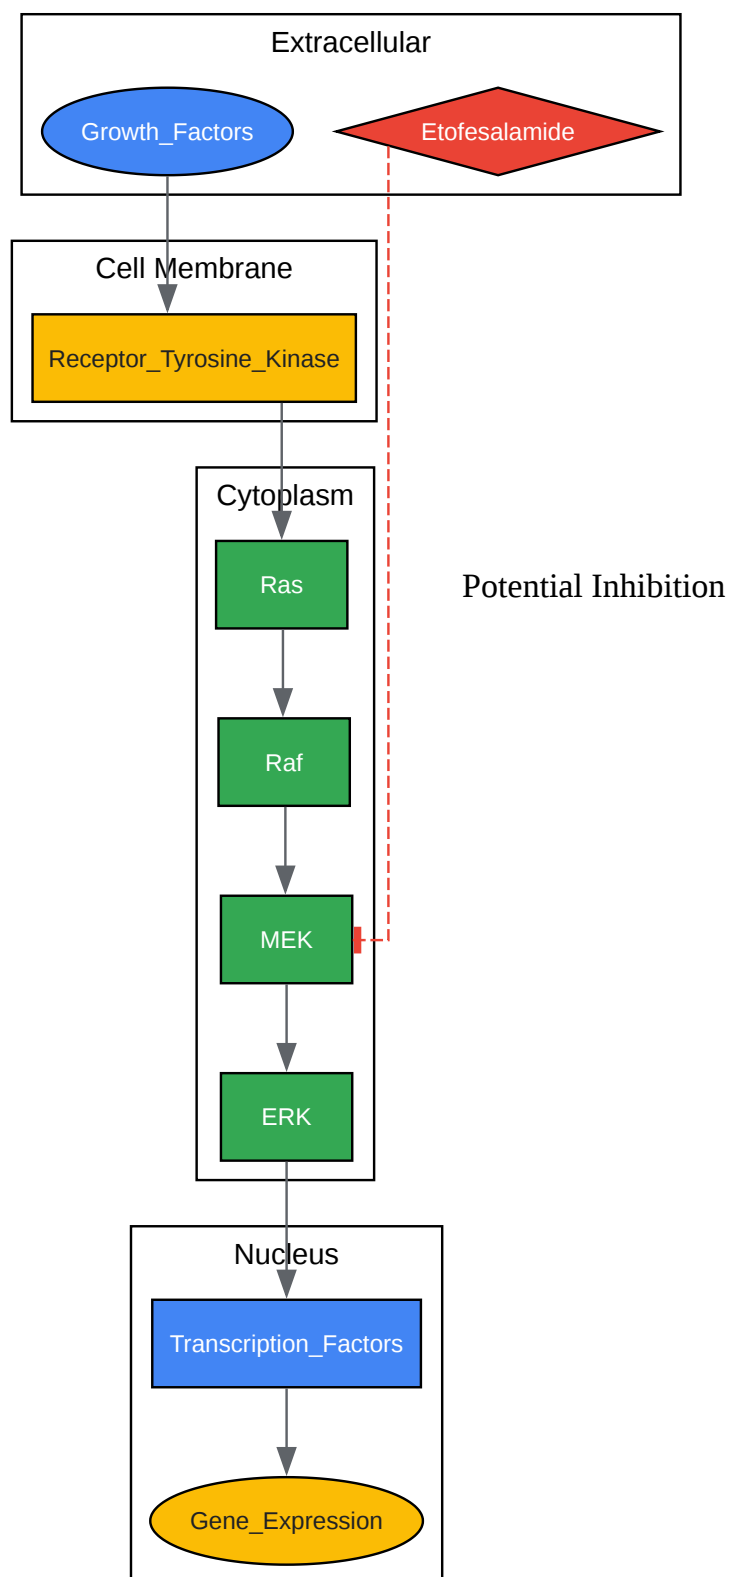 Extracellular
Growth_Factors
Etofesalamide
Cell Membrane
Receptor_Tyrosine_Kinase
Cytoplasm
Ras
Potential Inhibition
Raf
MEK
ERK
Nucleus
Transcription_Factors
Gene_Expression